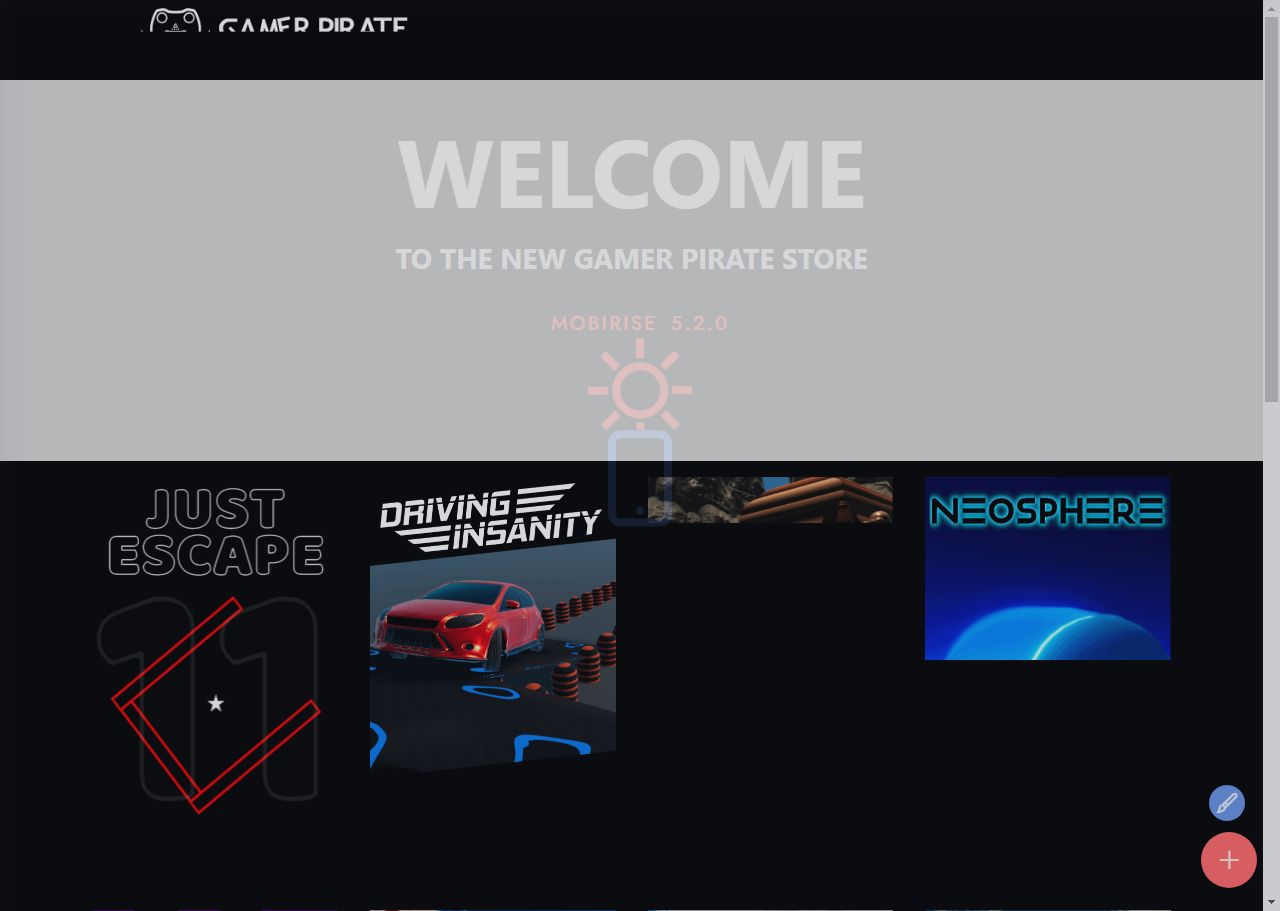 GAMER PIRATE
WELCOME
TO THE NEW GAMER PIRATE STORE
MOBIRISE 5.2.0
JUST
ESCAPE
11
DRIVING
INSANITY
NEOSPHERE